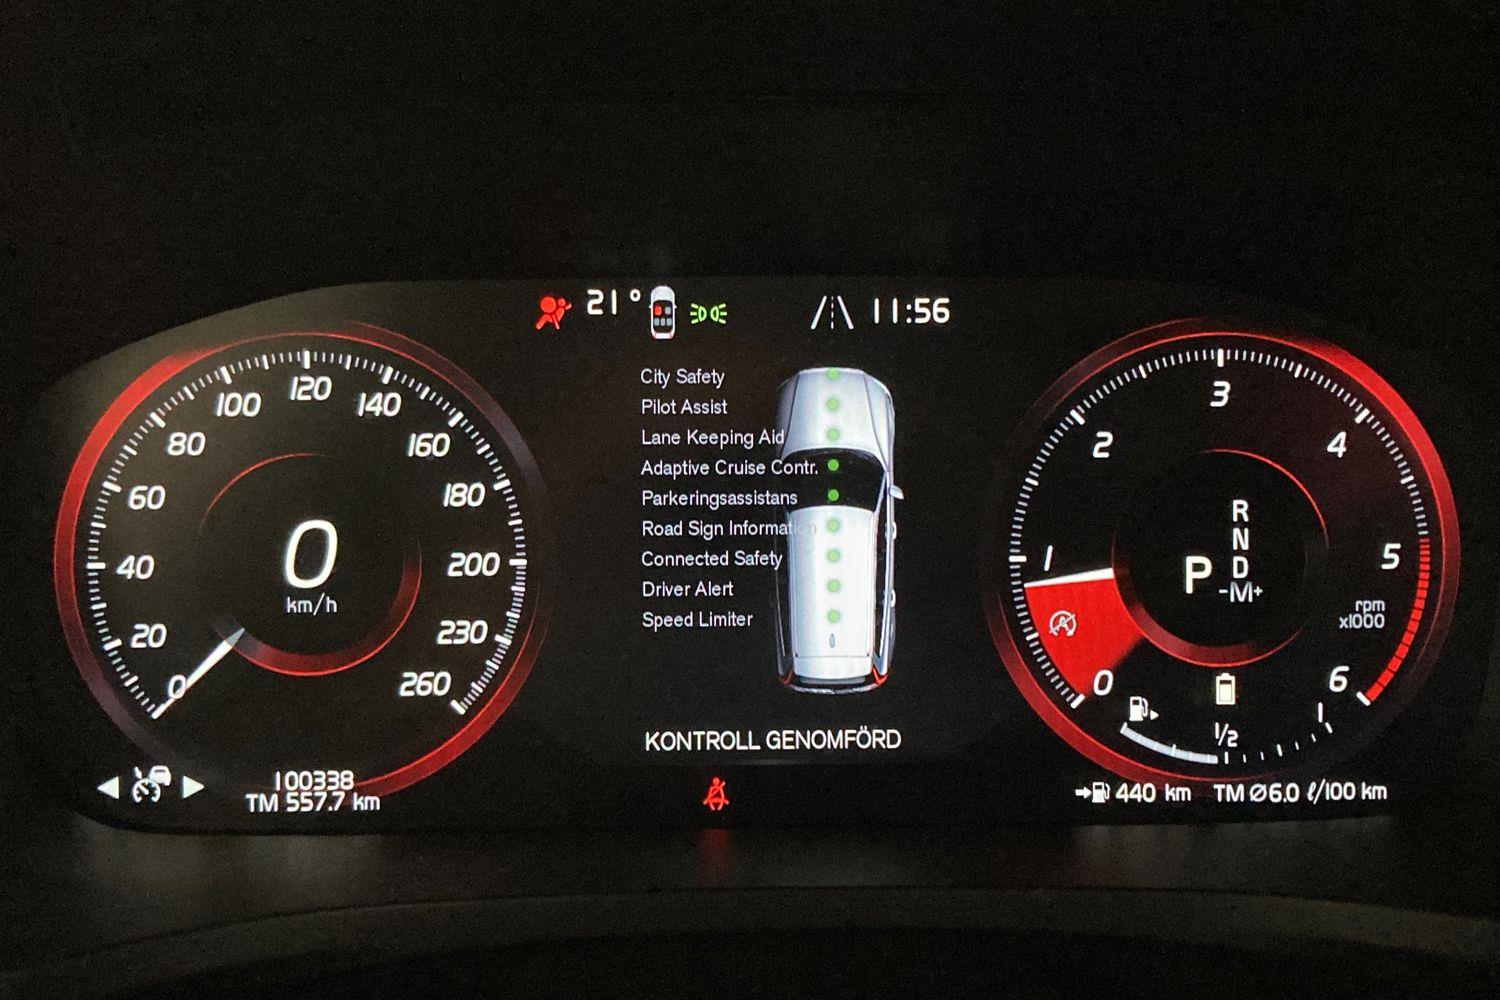 21° 11:56
0 20 40 60 80 100 120 140 160 180 200 230 260
0
km/h
City Safety
Pilot Assist
Lane Keeping Aid
Adaptive Cruise Contr.
Parkeringsassistans
Road Sign Information
Connected Safety
Driver Alert
Speed Limiter
KONTROLL GENOMFÖRD
0 1 2 3 4 5 6
R
N
P D
-M+
rpm
x1000
A
1/2 1
100338
TM 557.7 km
440 km TM Ø6.0 ℓ/100 km